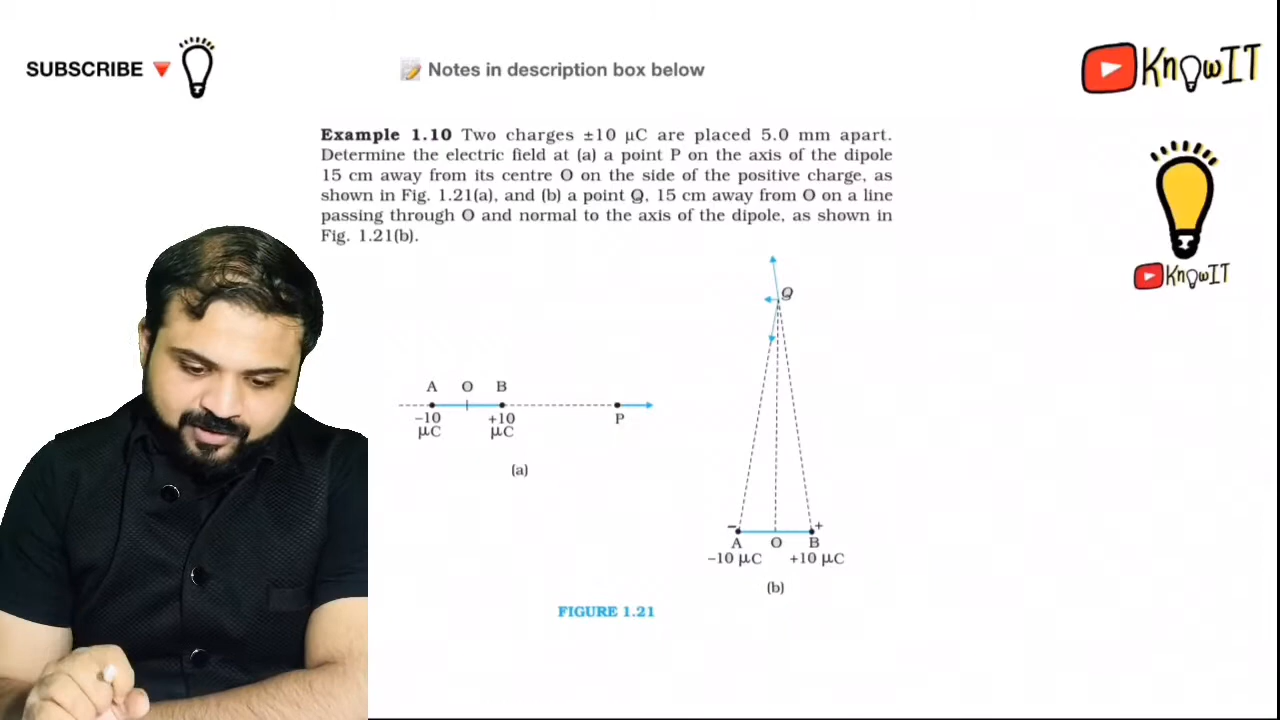 SUBSCRIBE
Notes in description box below
KnowIT
Example 1.10 Two charges ±10 µC are placed 5.0 mm apart.
Determine the electric field at (a) a point P on the axis of the dipole
15 cm away from its centre O on the side of the positive charge, as
shown in Fig. 1.21(a), and (b) a point Q, 15 cm away from O on a line
passing through O and normal to the axis of the dipole, as shown in
Fig. 1.21(b).
KnowIT
Q
A O B
–10 +10 P
µC µC
(a)
– +
A O B
–10 µC +10 µC
(b)
FIGURE 1.21